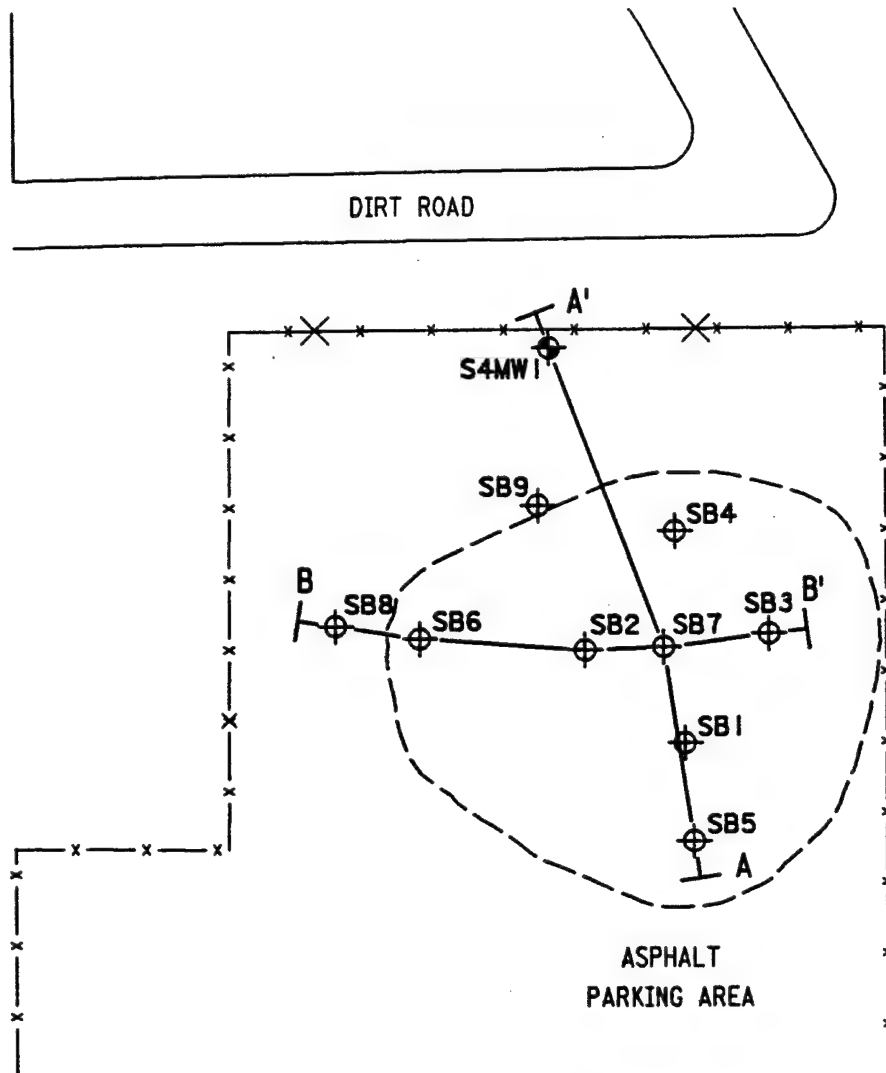 DIRT ROAD
A'
S4MW1
SB9
SB4
B
SB8
SB6
SB2
SB7
SB3
B'
SB1
SB5
A
ASPHALT
PARKING AREA